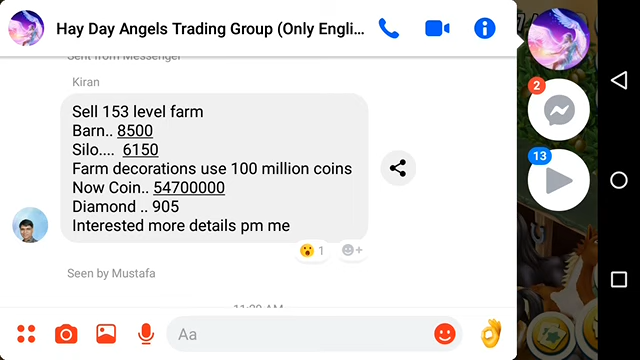 Hay Day Angels Trading Group (Only Engli...
Sent from Messenger
Kiran
Sell 153 level farm
Barn.. 8500
Silo.... 6150
Farm decorations use 100 million coins
Now Coin.. 54700000
Diamond .. 905
Interested more details pm me
1
Seen by Mustafa
Aa
2
13